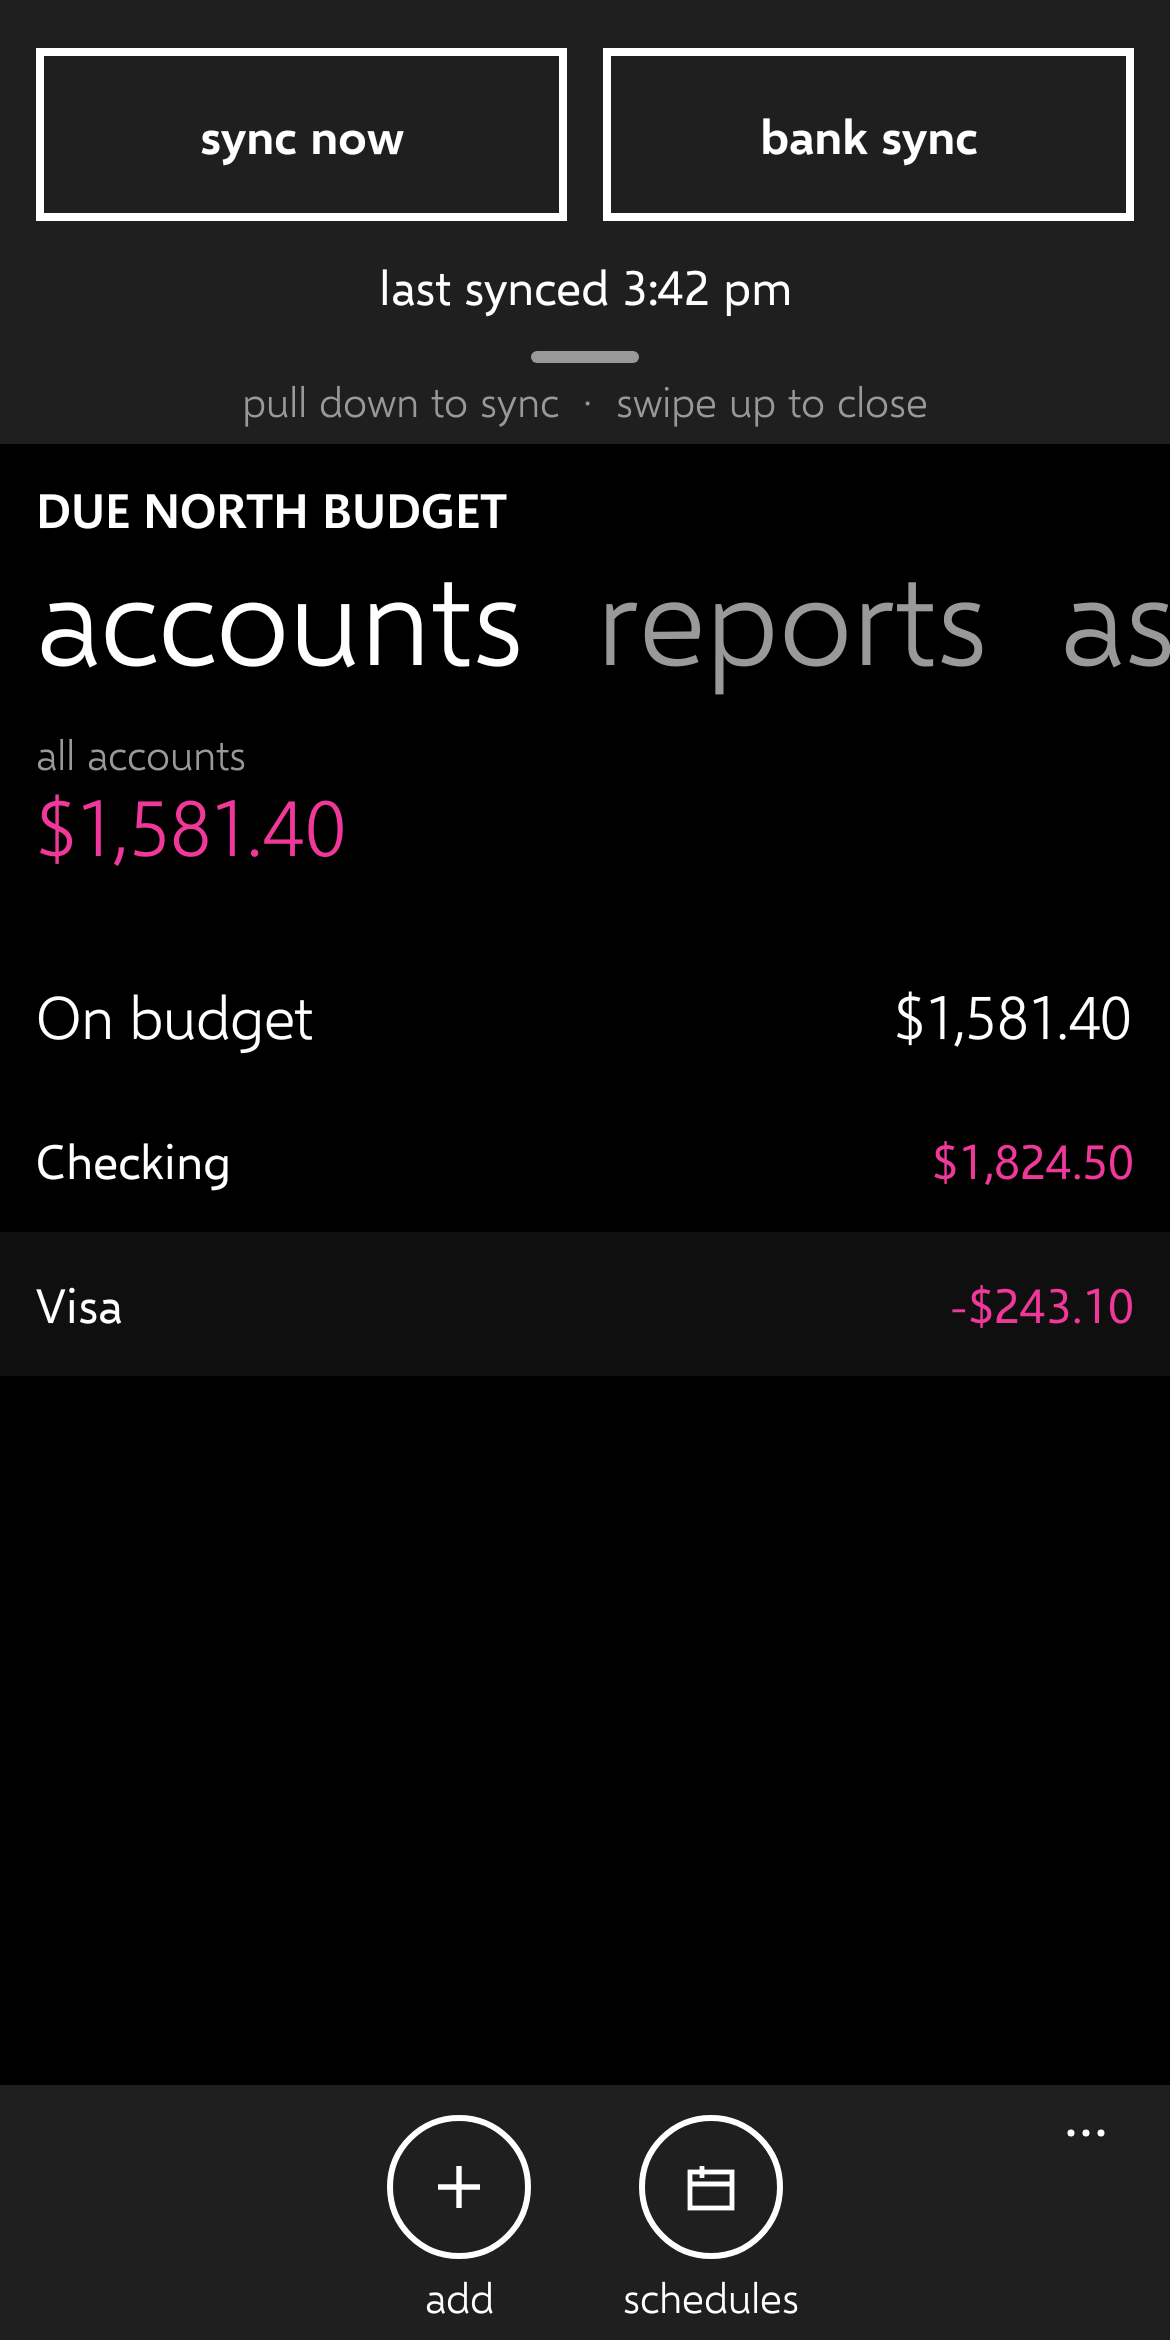 sync now
bank sync
last synced 3:42 pm
pull down to sync · swipe up to close
DUE NORTH BUDGET
accounts reports as
all accounts
$1,581.40
On budget $1,581.40
Checking $1,824.50
Visa -$243.10
...
add schedules